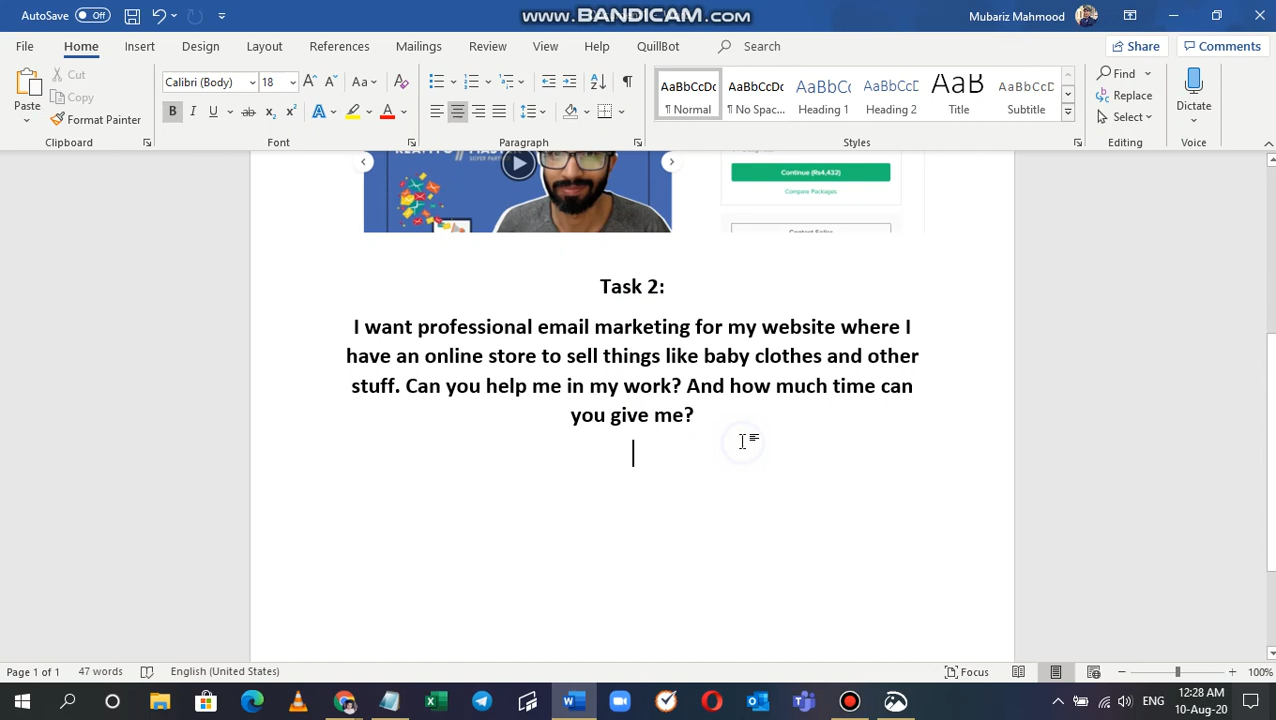 AutoSave Off
www.BANDICAM.com
Mubariz Mahmood
File Home Insert Design Layout References Mailings Review View Help QuillBot Search Share Comments
Paste
Cut
Copy
Format Painter
Clipboard
Calibri (Body) 18
Font
Paragraph
AaBbCcDc
¶ Normal
AaBbCcDc
¶ No Spac...
AaBbCc
Heading 1
AaBbCcD
Heading 2
AaB
Title
AaBbCcD
Subtitle
Styles
Find
Replace
Select
Editing
Dictate
Voice
Continue (Rs4,432)
Compare Packages
Contact Seller
Task 2:
I want professional email marketing for my website where I
have an online store to sell things like baby clothes and other
stuff. Can you help me in my work? And how much time can
you give me?
Page 1 of 1 47 words English (United States) Focus 100%
ENG 12:28 AM
10-Aug-20